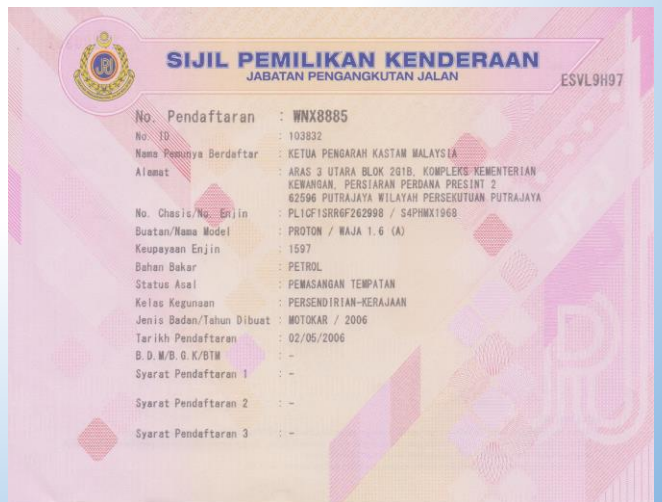 SIJIL PEMILIKAN KENDERAAN
JABATAN PENGANGKUTAN JALAN
ESVL9H97
No. Pendaftaran : WNX8885
No. ID : 103832
Nama Pemunya Berdaftar : KETUA PENGARAH KASTAM MALAYSIA
Alamat : ARAS 3 UTARA BLOK 2G1B, KOMPLEKS KEMENTERIAN
KEWANGAN, PERSIARAN PERDANA PRESINT 2
62596 PUTRAJAYA WILAYAH PERSEKUTUAN PUTRAJAYA
No. Chasis/No. Enjin : PL1CF1SRR6F262998 / S4PHMX1968
Buatan/Nama Model : PROTON / WAJA 1.6 (A)
Keupayaan Enjin : 1597
Bahan Bakar : PETROL
Status Asal : PEMASANGAN TEMPATAN
Kelas Kegunaan : PERSENDIRIAN-KERAJAAN
Jenis Badan/Tahun Dibuat : MOTOKAR / 2006
Tarikh Pendaftaran : 02/05/2006
B.D.M/B.G.K/BTM : -
Syarat Pendaftaran 1 : -
Syarat Pendaftaran 2 : -
Syarat Pendaftaran 3 : -